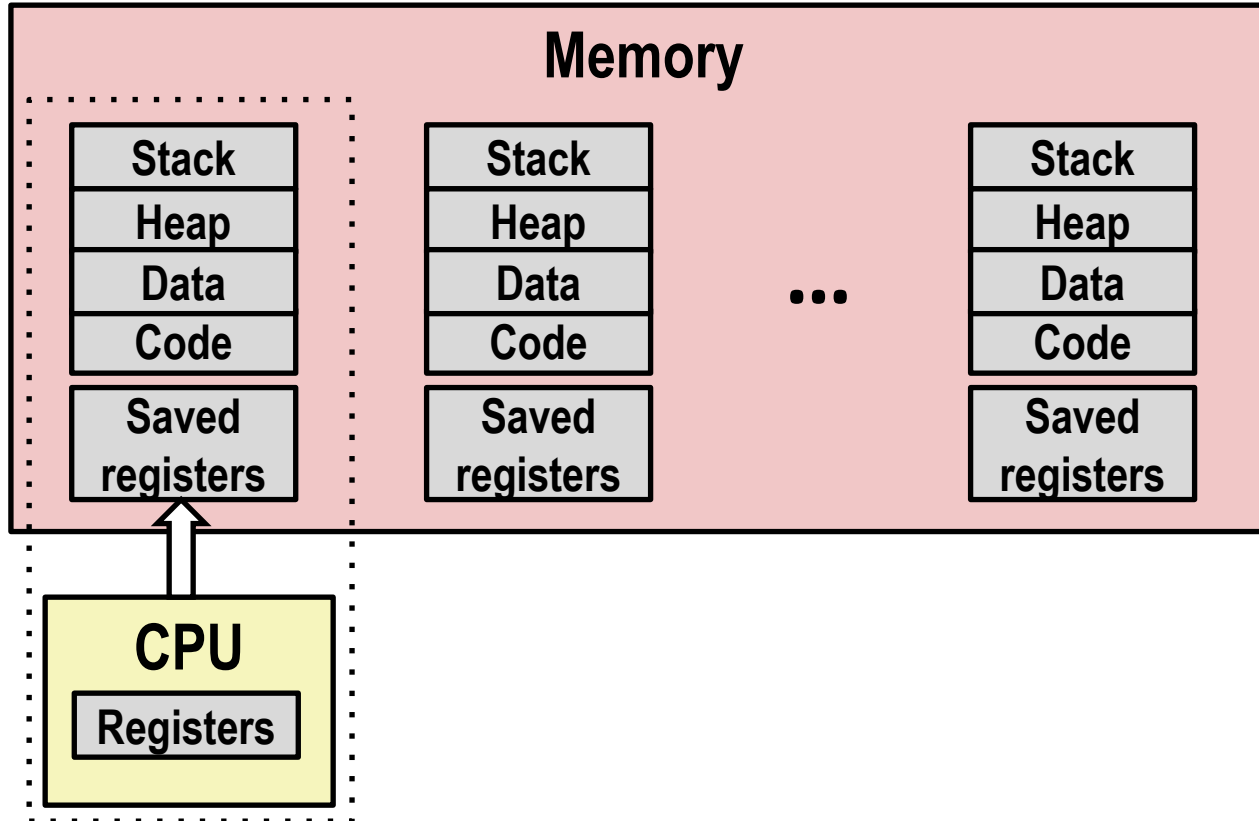 Memory
Stack
Heap
Data
Code
Saved
registers
Stack
Heap
Data
Code
Saved
registers
...
Stack
Heap
Data
Code
Saved
registers
CPU
Registers